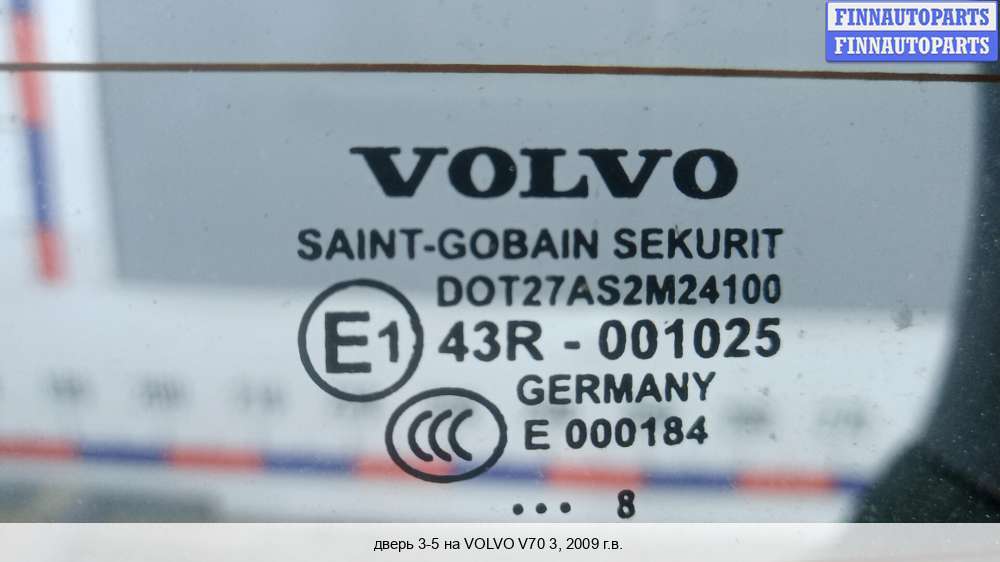 FINNAUTOPARTS
FINNAUTOPARTS
VOLVO
SAINT-GOBAIN SEKURIT
DOT27AS2M24100
E1 43R - 001025
GERMANY
CCC E 000184
... 8
дверь 3-5 на VOLVO V70 3, 2009 г.в.